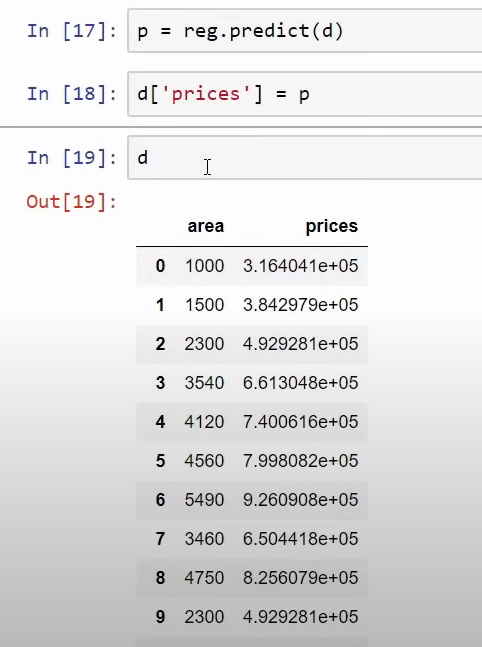 In [17]: p = reg.predict(d)
In [18]: d['prices'] = p
In [19]: d
Out[19]:
area prices
0 1000 3.164041e+05
1 1500 3.842979e+05
2 2300 4.929281e+05
3 3540 6.613048e+05
4 4120 7.400616e+05
5 4560 7.998082e+05
6 5490 9.260908e+05
7 3460 6.504418e+05
8 4750 8.256079e+05
9 2300 4.929281e+05